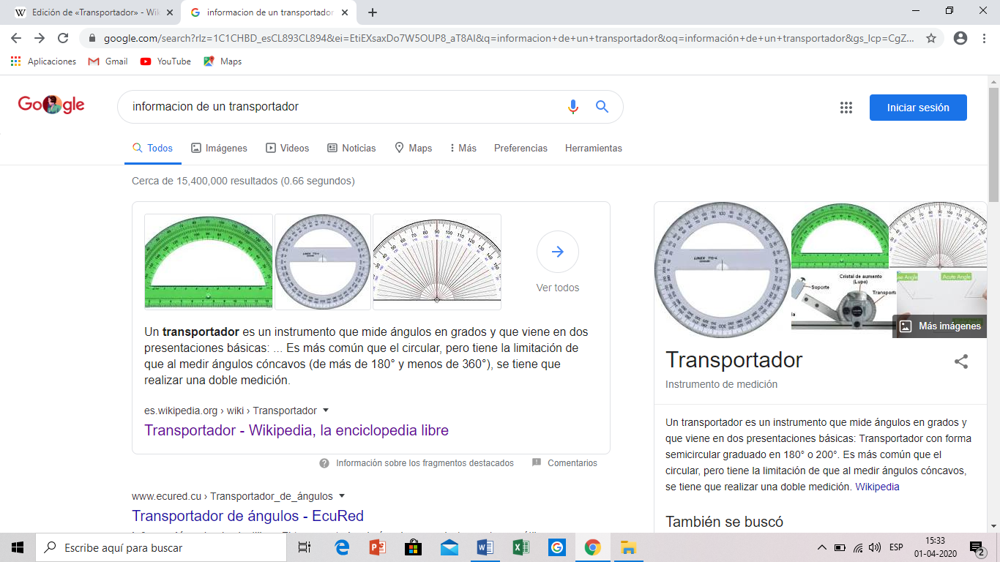 Edición de «Transportador» - Wik
informacion de un transportador
google.com/search?rlz=1C1CHBD_esCL893CL894&ei=EtiEXsaxDo7W5OUP8_aT8AI&q=informacion+de+un+transportador&oq=información+de+un+transportador&gs_lcp=CgZ...
Aplicaciones Gmail YouTube Maps
Google
informacion de un transportador
Iniciar sesión
Todos Imágenes Videos Noticias Maps Más Preferencias Herramientas
Cerca de 15,400,000 resultados (0.66 segundos)
Ver todos
Un transportador es un instrumento que mide ángulos en grados y que viene en dos
presentaciones básicas: ... Es más común que el circular, pero tiene la limitación de
que al medir ángulos cóncavos (de más de 180° y menos de 360°), se tiene que
realizar una doble medición.
es.wikipedia.org › wiki › Transportador
Transportador - Wikipedia, la enciclopedia libre
Información sobre los fragmentos destacados Comentarios
www.ecured.cu › Transportador_de_ángulos
Transportador de ángulos - EcuRed
Soporte
Cristal de aumento
(Lupa)
Transporta
Acute Angle
Más imágenes
Transportador
Instrumento de medición
Un transportador es un instrumento que mide ángulos en grados y
que viene en dos presentaciones básicas: Transportador con forma
semicircular graduado en 180° o 200°. Es más común que el
circular, pero tiene la limitación de que al medir ángulos cóncavos,
se tiene que realizar una doble medición. Wikipedia
También se buscó
Escribe aquí para buscar
ESP
15:33
01-04-2020
2